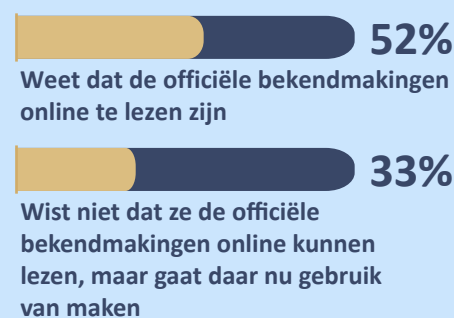 52%
Weet dat de officiële bekendmakingen
online te lezen zijn
33%
Wist niet dat ze de officiële
bekendmakingen online kunnen
lezen, maar gaat daar nu gebruik
van maken